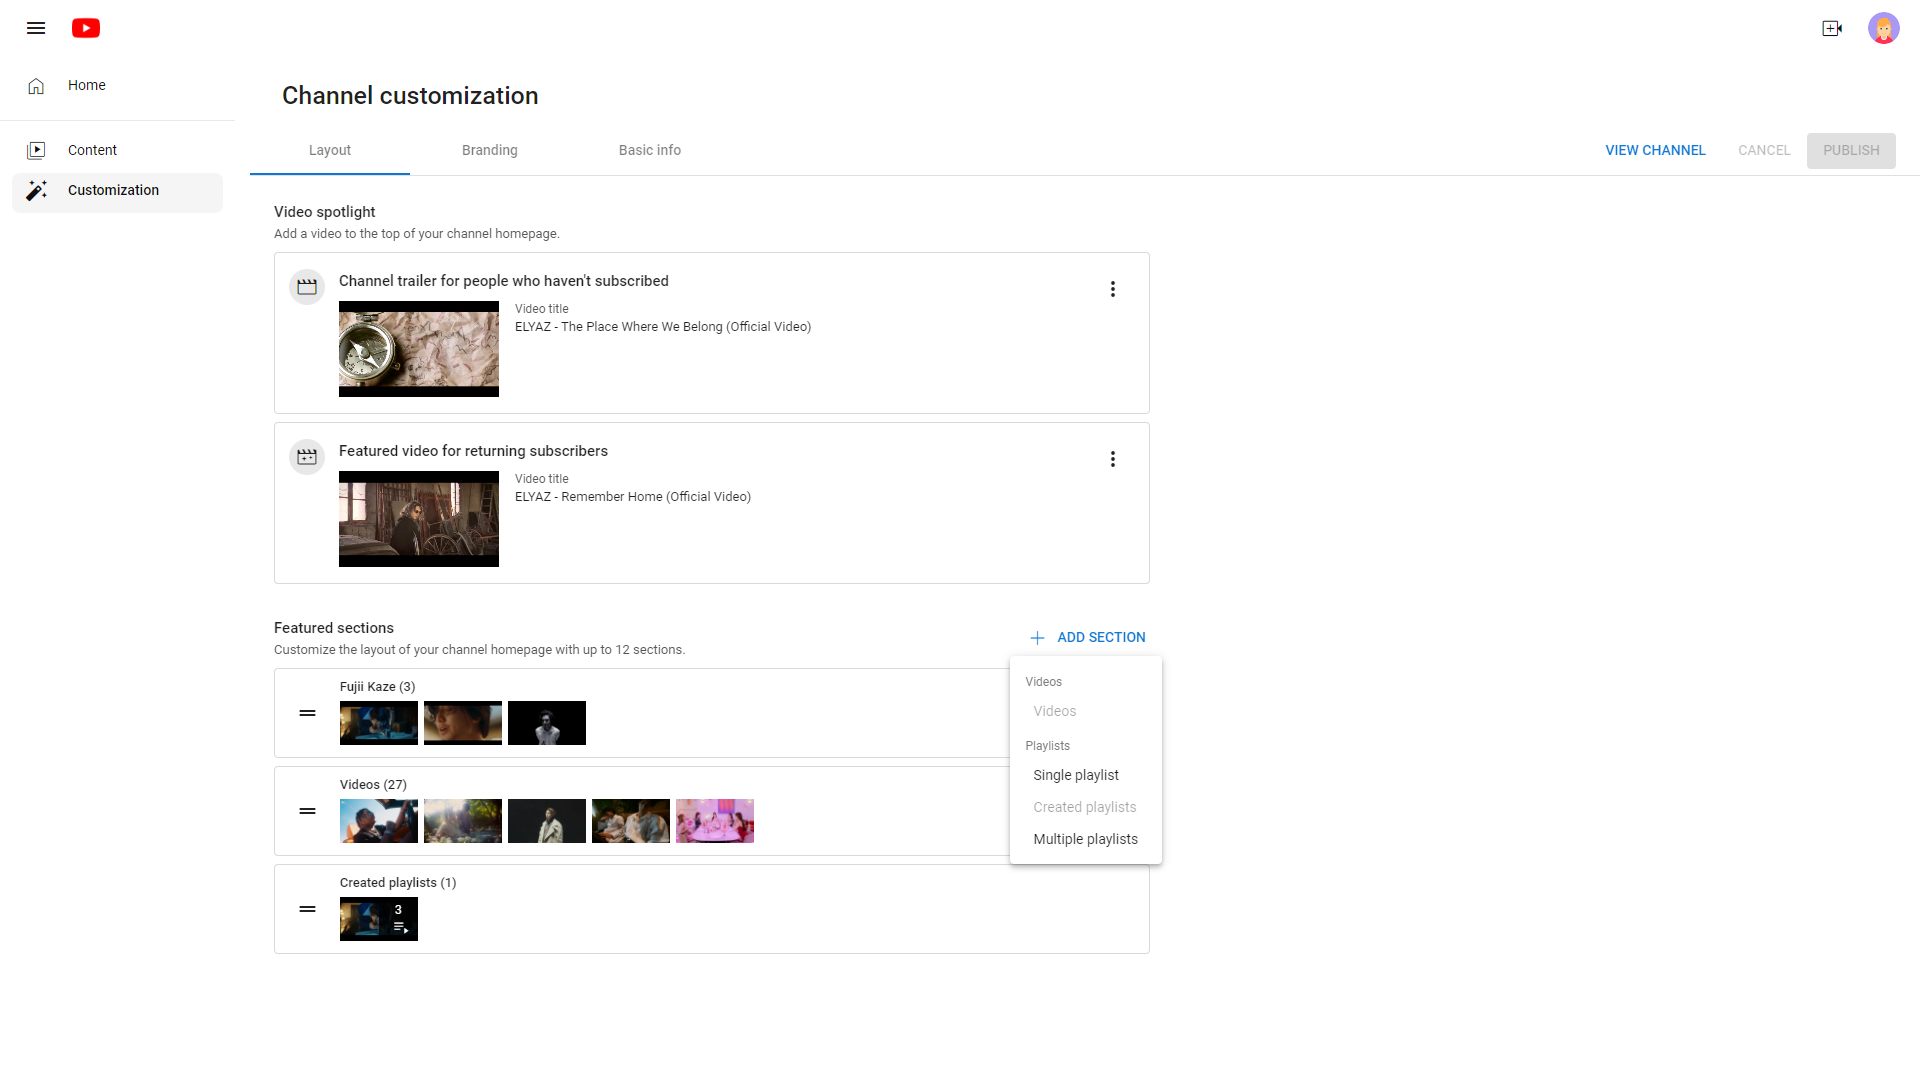 Home
Content
Customization
Channel customization
Layout
Branding
Basic info
VIEW CHANNEL
CANCEL
PUBLISH
Video spotlight
Add a video to the top of your channel homepage.
Channel trailer for people who haven't subscribed
Video title
ELYAZ - The Place Where We Belong (Official Video)
Featured video for returning subscribers
Video title
ELYAZ - Remember Home (Official Video)
Featured sections
Customize the layout of your channel homepage with up to 12 sections.
ADD SECTION
Videos
Videos
Playlists
Single playlist
Created playlists
Multiple playlists
Fujii Kaze (3)
Videos (27)
Created playlists (1)
3